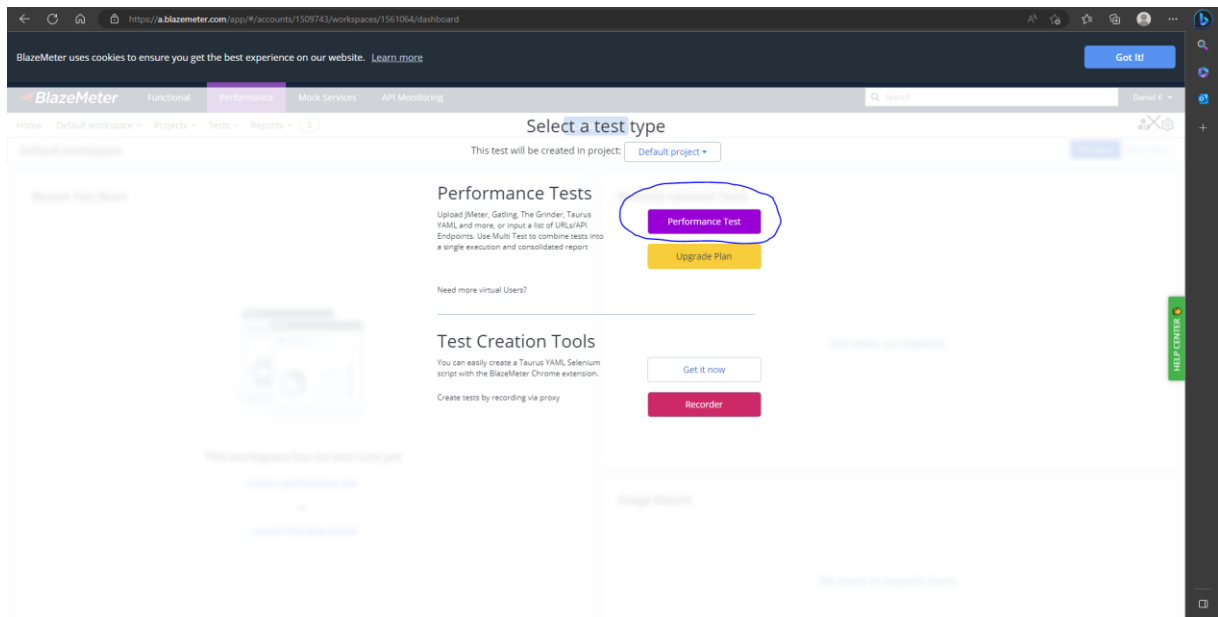 https://a.blazemeter.com/app/#/accounts/1509743/workspaces/1561064/dashboard
BlazeMeter uses cookies to ensure you get the best experience on our website. Learn more
Got It!
BlazeMeter Functional Performance Mock Services API Monitoring Search Daniel K
Home Default workspace Projects Tests Reports 0
Select a test type
This test will be created in project: Default project
Default workspace
Performance Tests
Upload JMeter, Gatling, The Grinder, Taurus
YAML and more, or input a list of URLs/API
Endpoints. Use Multi Test to combine tests into
a single execution and consolidated report
Performance Test
Upgrade Plan
Need more virtual Users?
HELP CENTER
Test Creation Tools
You can easily create a Taurus YAML Selenium
script with the BlazeMeter Chrome extension.
Get it now
Create tests by recording via proxy
Recorder
This workspace has no tests runs yet
Usage Report